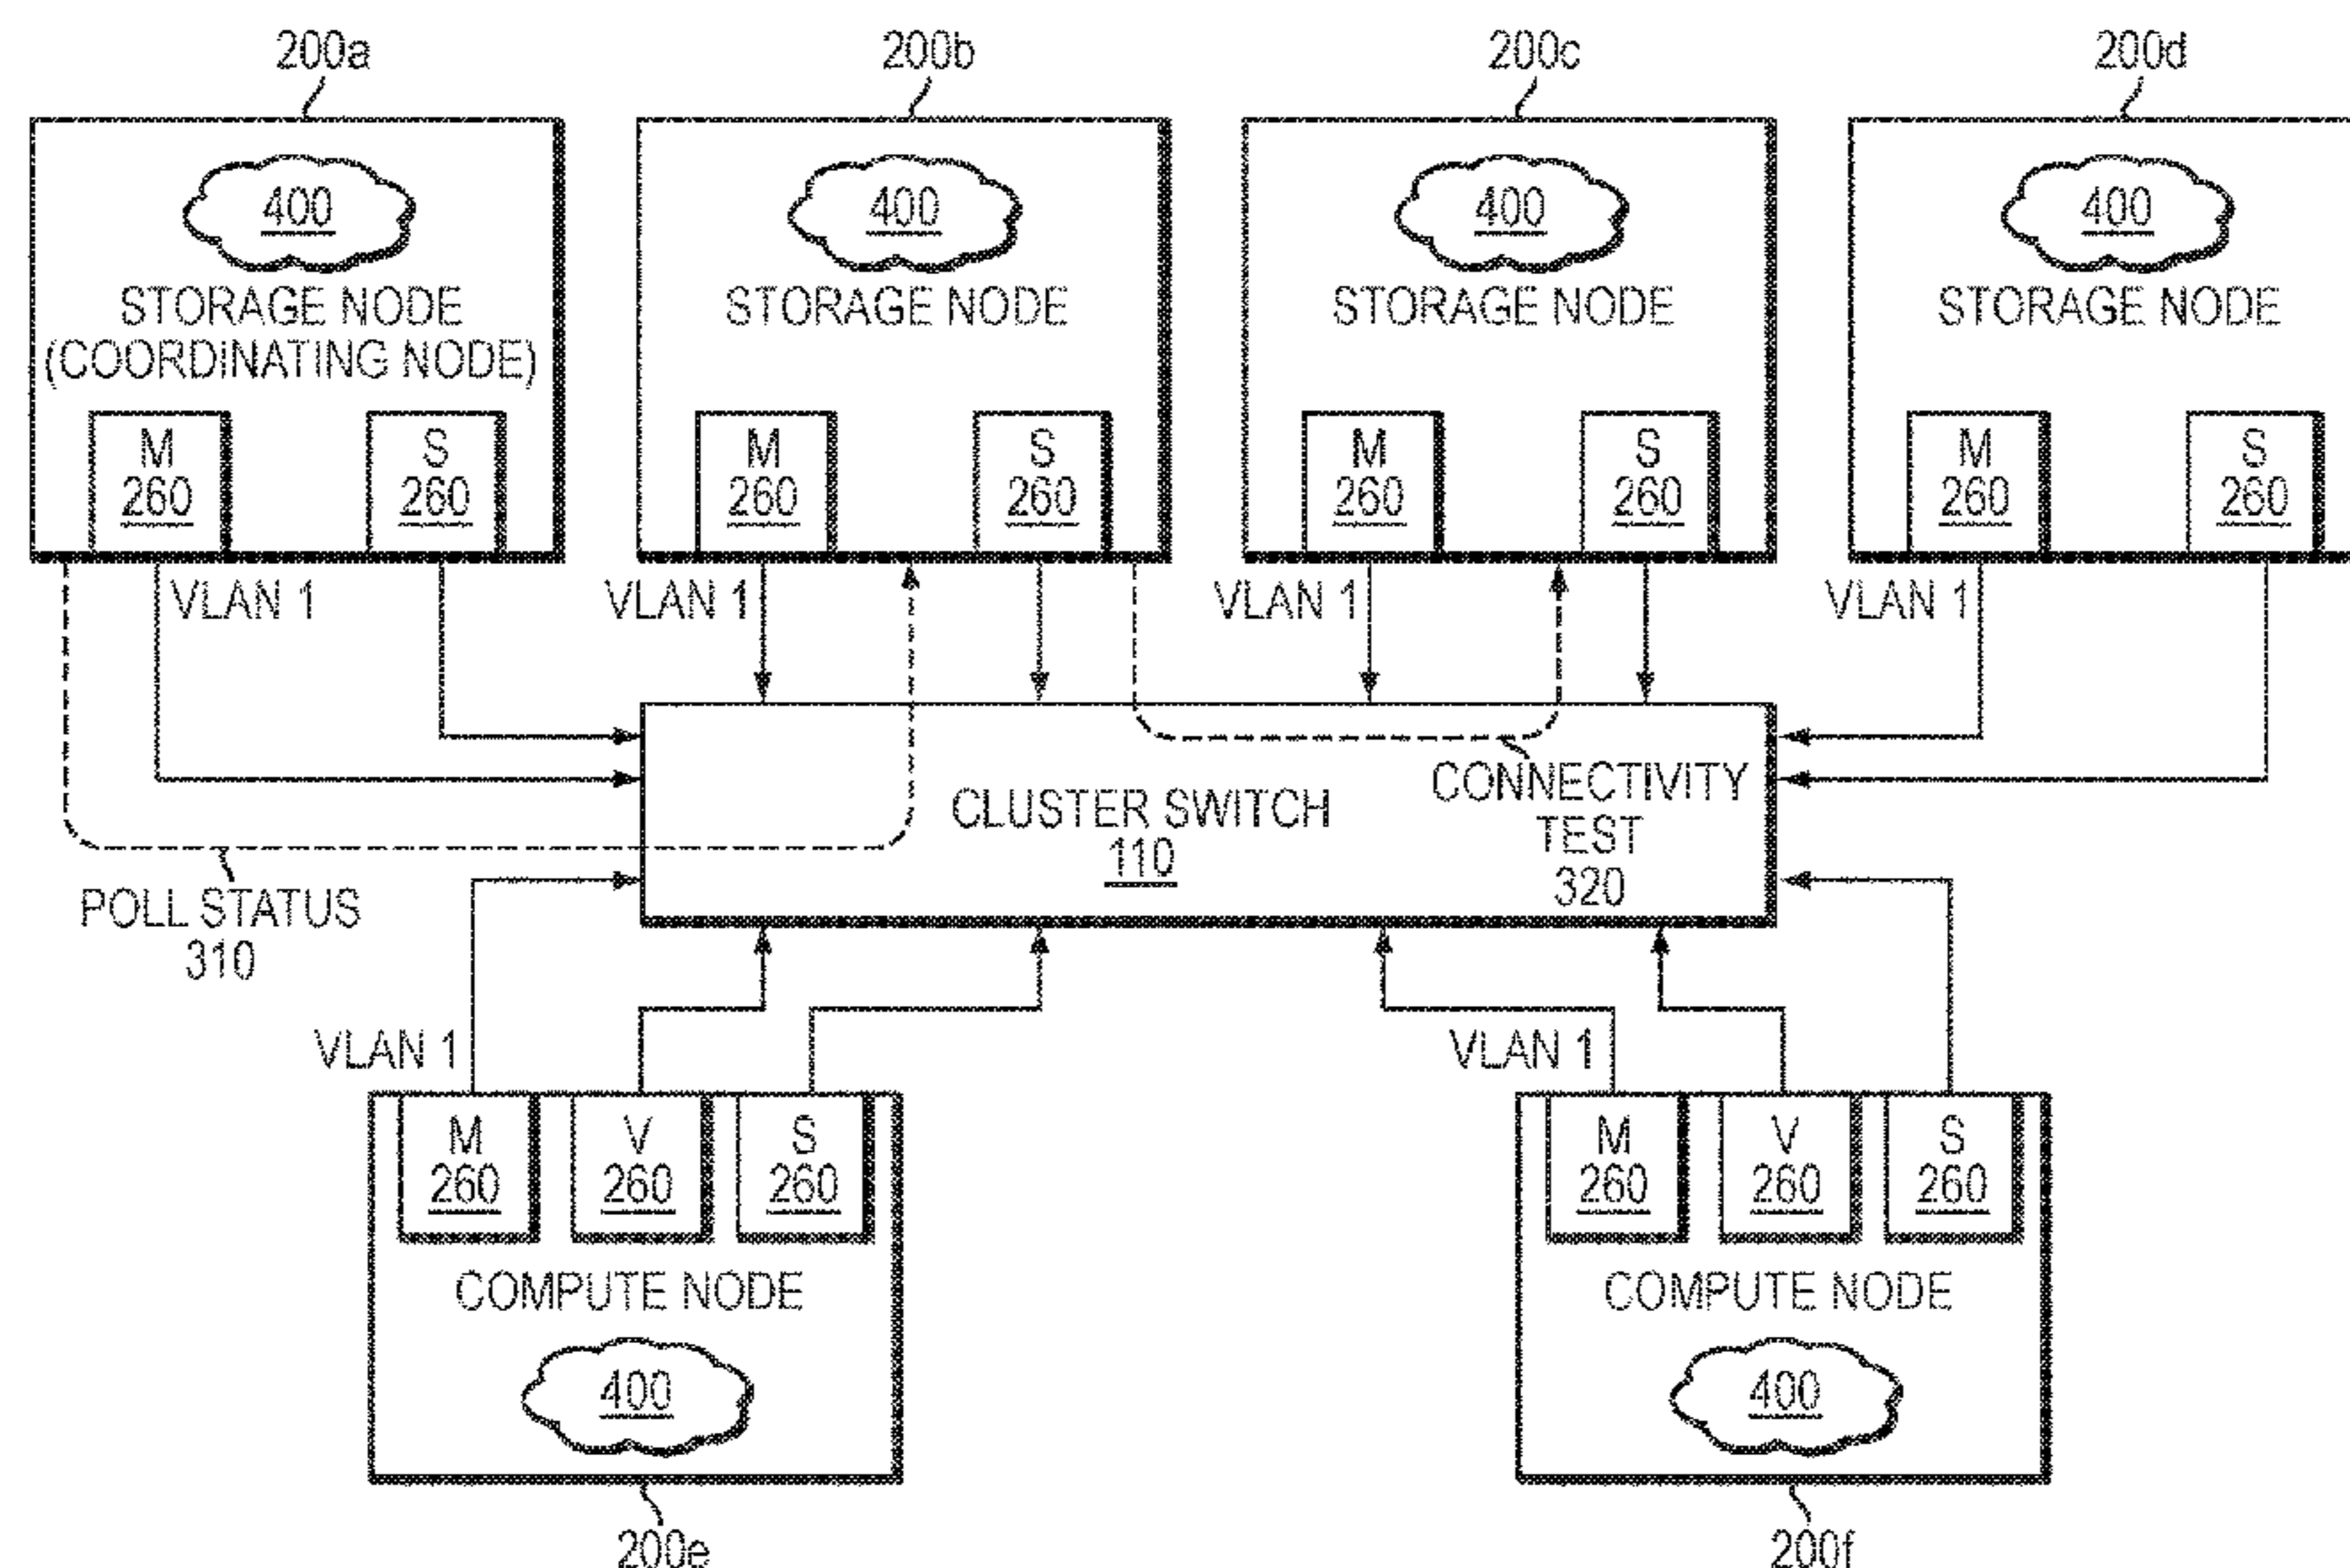 200a
200b
200c
200d
400
400
400
400
STORAGE NODE
(COORDINATING NODE)
STORAGE NODE
STORAGE NODE
STORAGE NODE
M
260
S
260
M
260
S
260
M
260
S
260
M
260
S
260
VLAN 1
VLAN 1
VLAN 1
VLAN 1
CLUSTER SWITCH
110
CONNECTIVITY
TEST
320
POLL STATUS
310
VLAN 1
VLAN 1
M
260
V
260
S
260
M
260
V
260
S
260
COMPUTE NODE
COMPUTE NODE
400
400
200e
200f